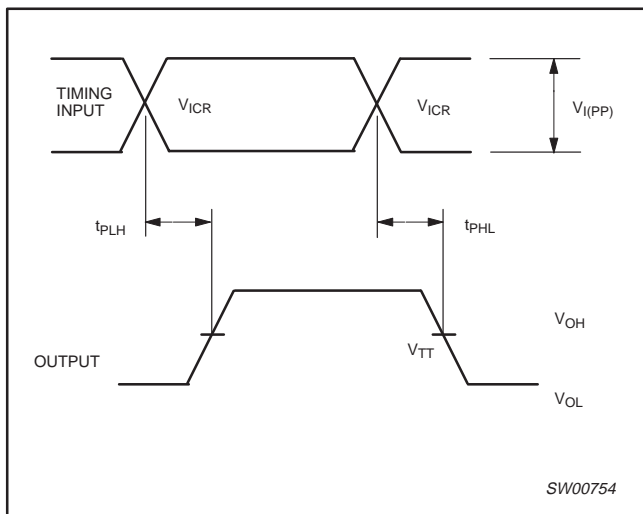 TIMING
INPUT
VICR
VICR
VI(PP)
tPLH
tPHL
VOH
VTT
OUTPUT
VOL
SW00754